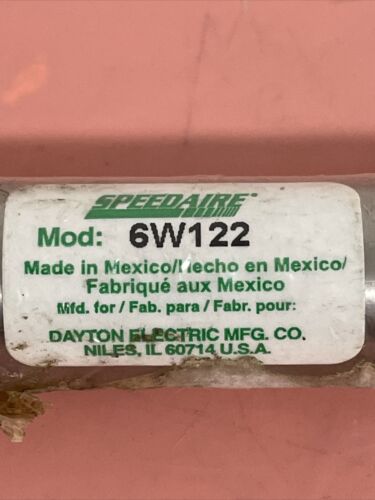 SPEEDAIRE
Mod: 6W122
Made in Mexico/Hecho en Mexico/
Fabriqué aux Mexico
Mfd. for / Fab. para / Fabr. pour:
DAYTON ELECTRIC MFG. CO.
NILES, IL 60714 U.S.A.